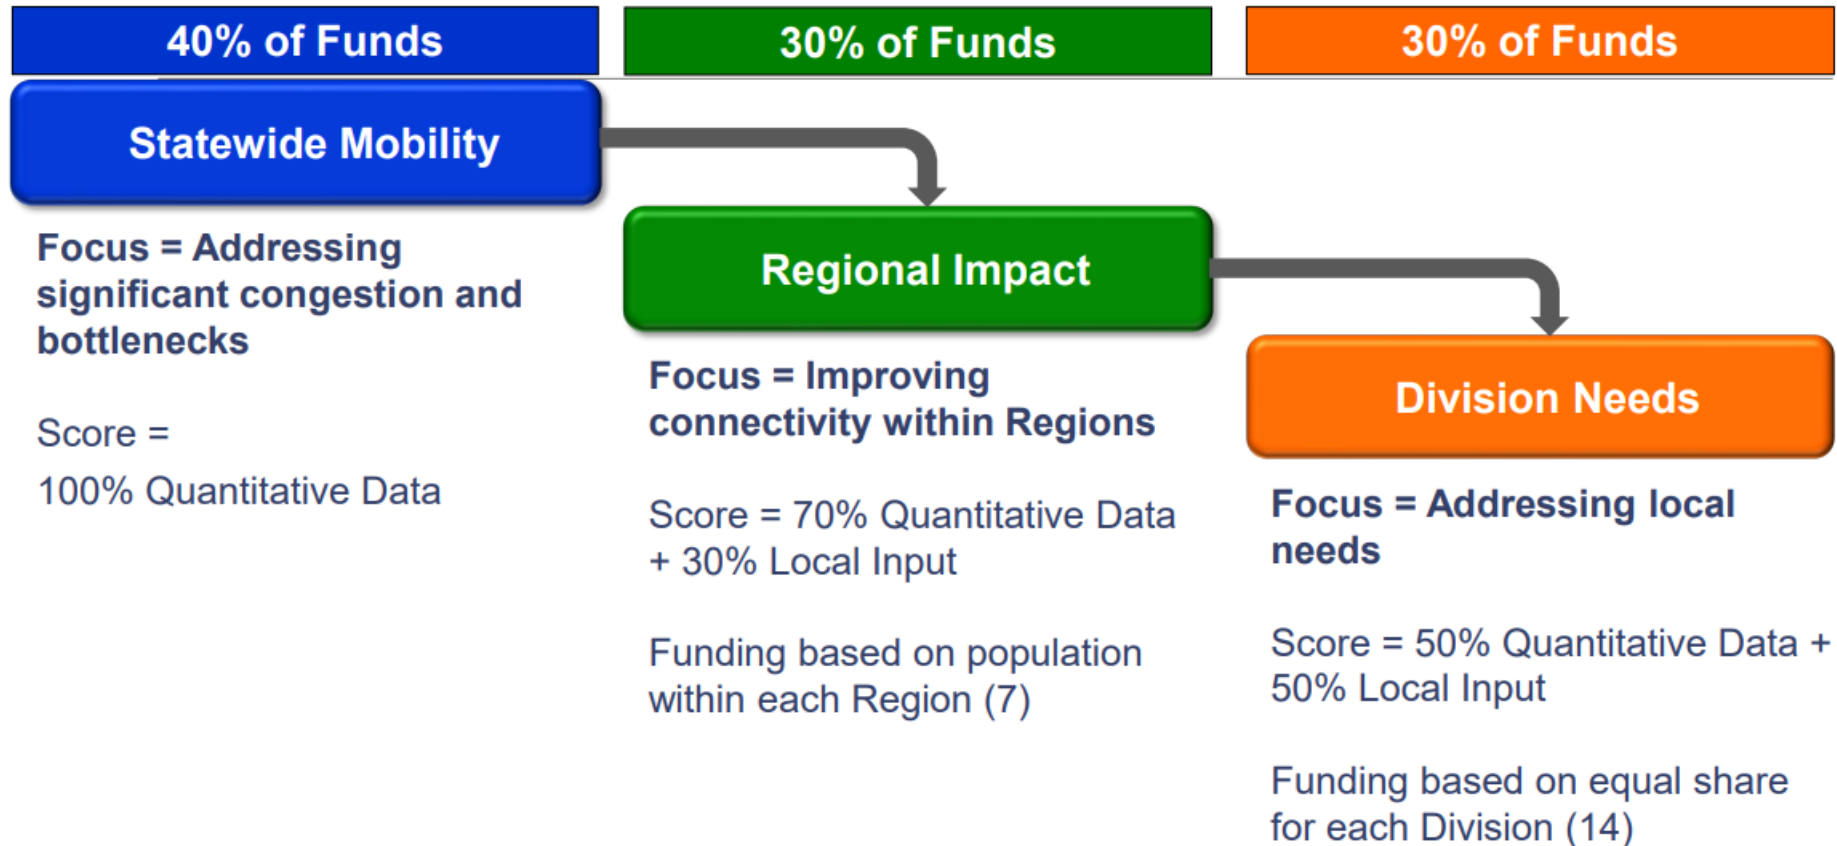 40% of Funds
30% of Funds
30% of Funds
Statewide Mobility
Focus = Addressing
significant congestion and
bottlenecks
Score =
100% Quantitative Data
Regional Impact
Focus = Improving
connectivity within Regions
Score = 70% Quantitative Data
+ 30% Local Input
Funding based on population
within each Region (7)
Division Needs
Focus = Addressing local
needs
Score = 50% Quantitative Data +
50% Local Input
Funding based on equal share
for each Division (14)